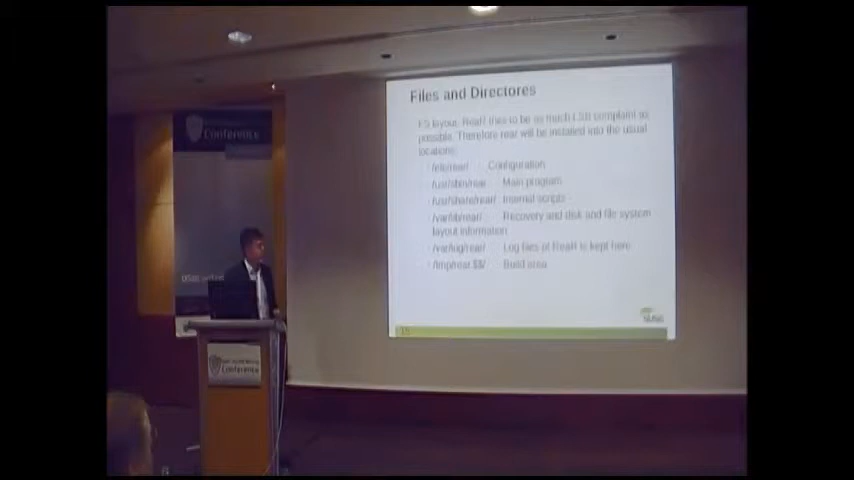 Files and Directores
FS layout. ReaR tries to be as much LSB complaint as
possible. Therefore rear will be installed into the usual
locations:
/etc/rear/ Configuration
/usr/sbin/rear Main program
/usr/share/rear/ Internal scripts
/var/lib/rear/ Recovery and disk and file system
layout information
/var/log/rear/ Log files of ReaR is kept here
/tmp/rear.$$/ Build area
Conference
Conference